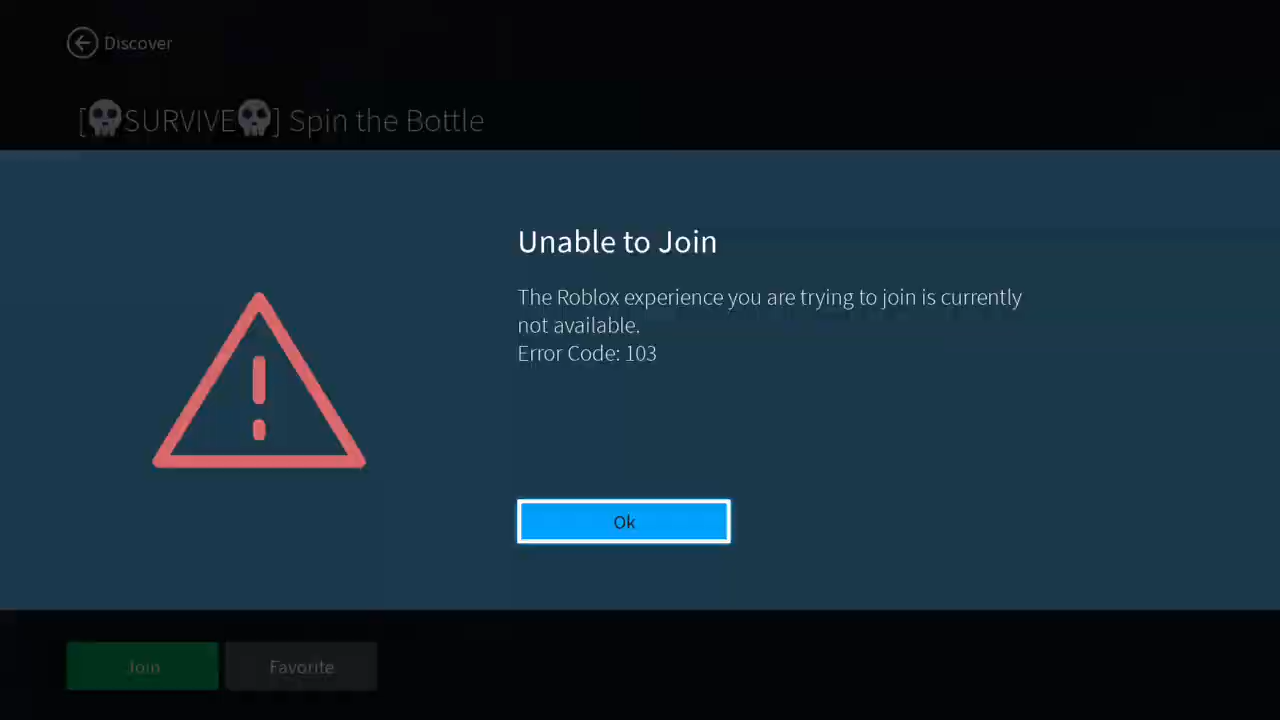 Discover
[💀SURVIVE💀] Spin the Bottle
Unable to Join
The Roblox experience you are trying to join is currently
not available.
Error Code: 103
Ok
Join
Favorite